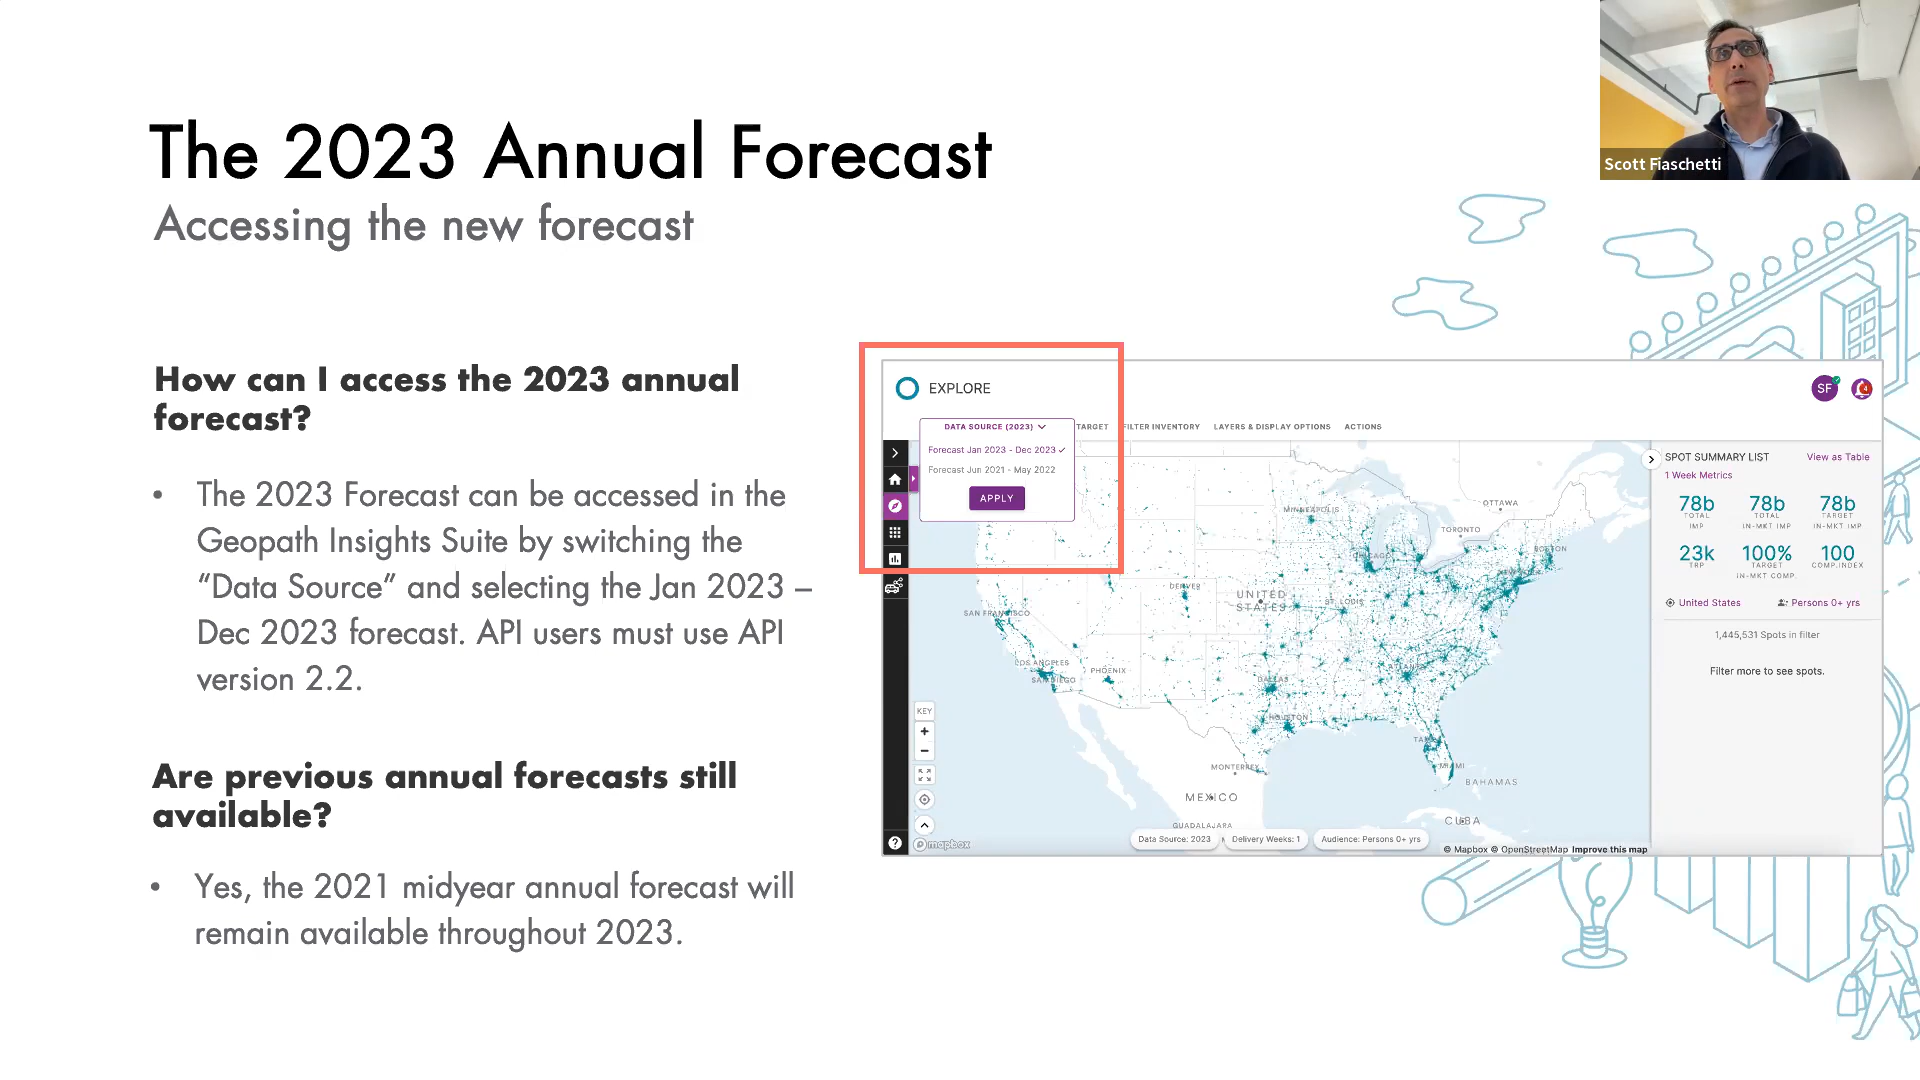 The 2023 Annual Forecast
Accessing the new forecast
Scott Fiaschetti
How can I access the 2023 annual
forecast?
• The 2023 Forecast can be accessed in the
Geopath Insights Suite by switching the
“Data Source” and selecting the Jan 2023 –
Dec 2023 forecast. API users must use API
version 2.2.
Are previous annual forecasts still
available?
• Yes, the 2021 midyear annual forecast will
remain available throughout 2023.
EXPLORE
SF
4
DATA SOURCE (2023)
TARGET
FILTER INVENTORY
LAYERS & DISPLAY OPTIONS
ACTIONS
Forecast Jan 2023 - Dec 2023
Forecast Jun 2021 - May 2022
APPLY
OTTAWA
MINNEAPOLIS
TORONTO
BOSTON
CHICAGO
NEW YORK
DENVER
UNITED
STATES
ST. LOUIS
SAN FRANCISCO
LOS ANGELES
PHOENIX
SAN DIEGO
ATLANTA
DALLAS
HOUSTON
TAMPA
MIAMI
MONTERREY
BAHAMAS
MEXICO
CUBA
GUADALAJARA
KEY
+
−
?
mapbox
Data Source: 2023
Delivery Weeks: 1
Audience: Persons 0+ yrs
© Mapbox © OpenStreetMap Improve this map
SPOT SUMMARY LIST
View as Table
1 Week Metrics
78b 78b 78b
TOTAL TOTAL TARGET
IMP IN-MKT IMP IN-MKT IMP
23k 100% 100
TRP TARGET COMP. INDEX
IN-MKT COMP.
United States
Persons 0+ yrs
1,445,531 Spots in filter
Filter more to see spots.